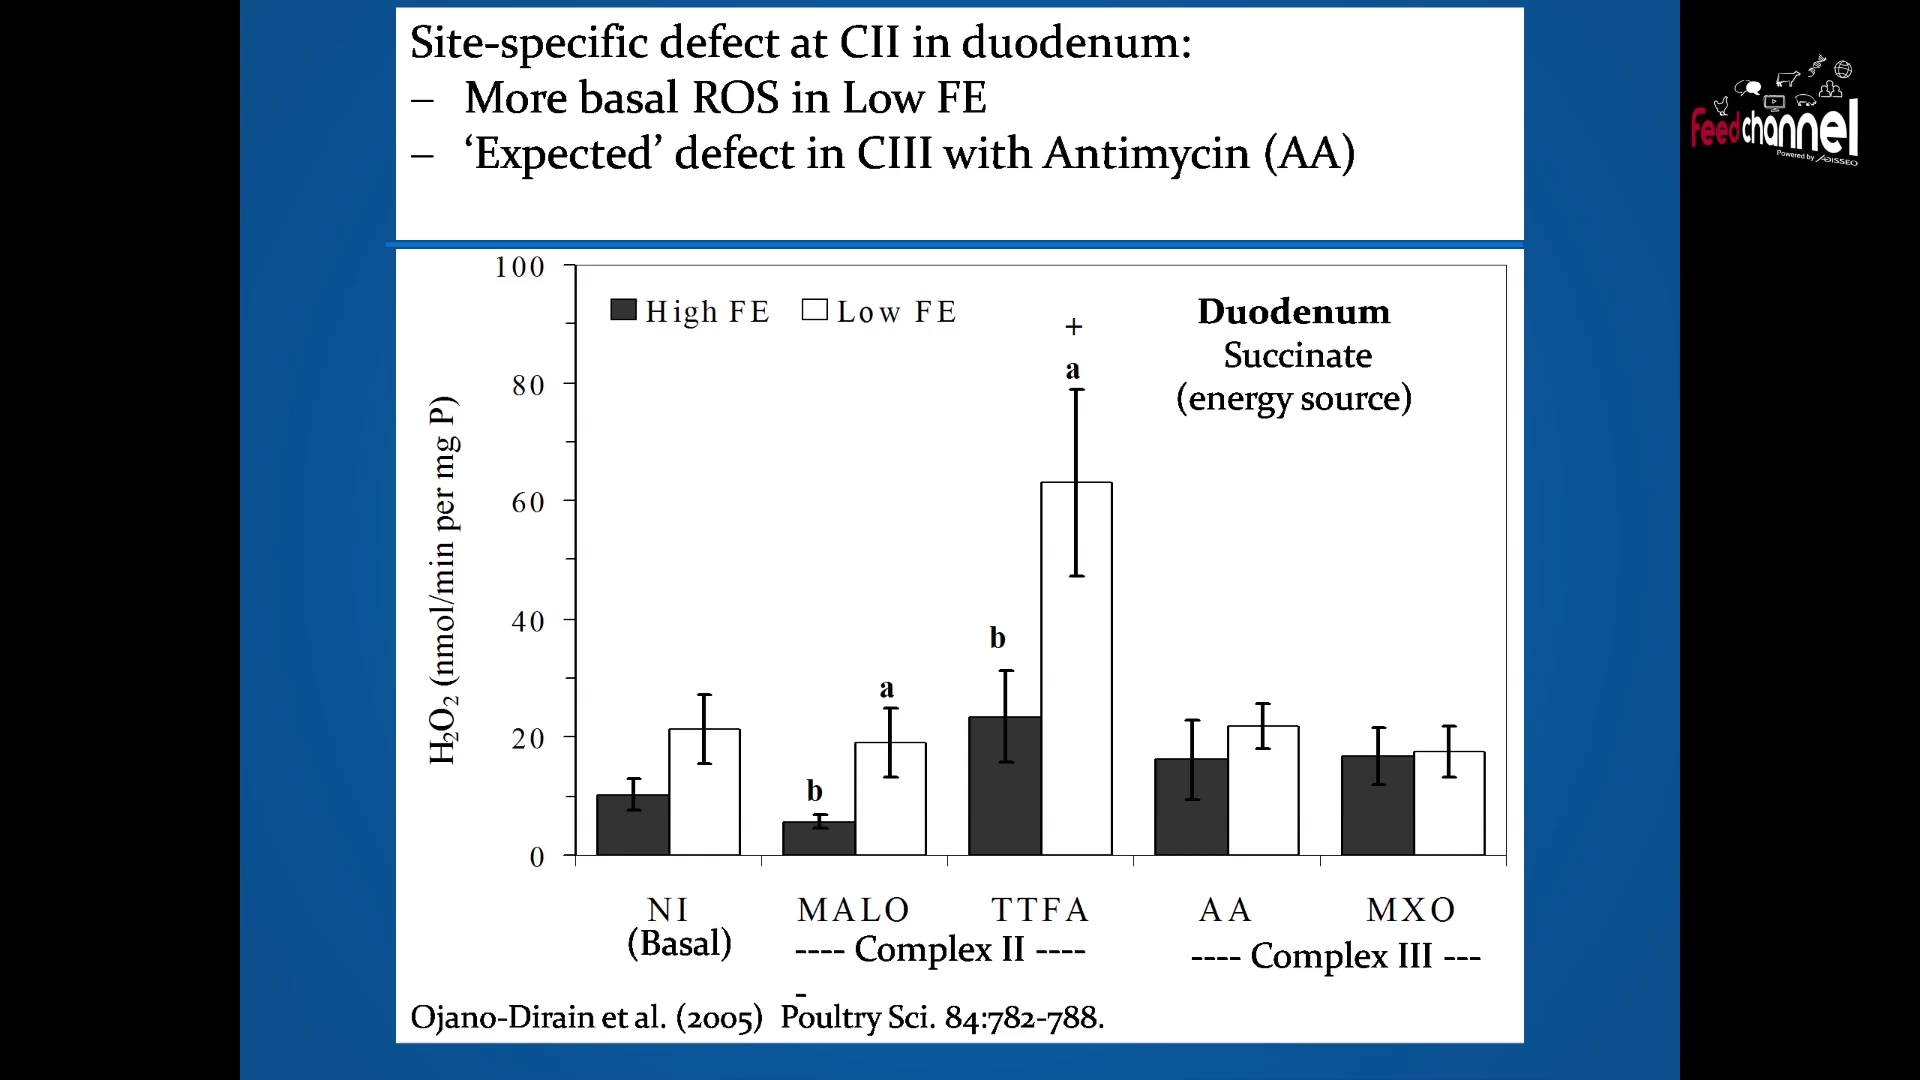 Site-specific defect at CII in duodenum:
– More basal ROS in Low FE
– ‘Expected’ defect in CIII with Antimycin (AA)
feedchannel
Powered by ADISSEO
100
80
60
40
20
0
H₂O₂ (nmol/min per mg P)
High FE Low FE
Duodenum
Succinate
(energy source)
+
a
b
a
b
NI MALO TTFA AA MXO
(Basal) ---- Complex II ---- ---- Complex III ---
-
Ojano-Dirain et al. (2005) Poultry Sci. 84:782-788.